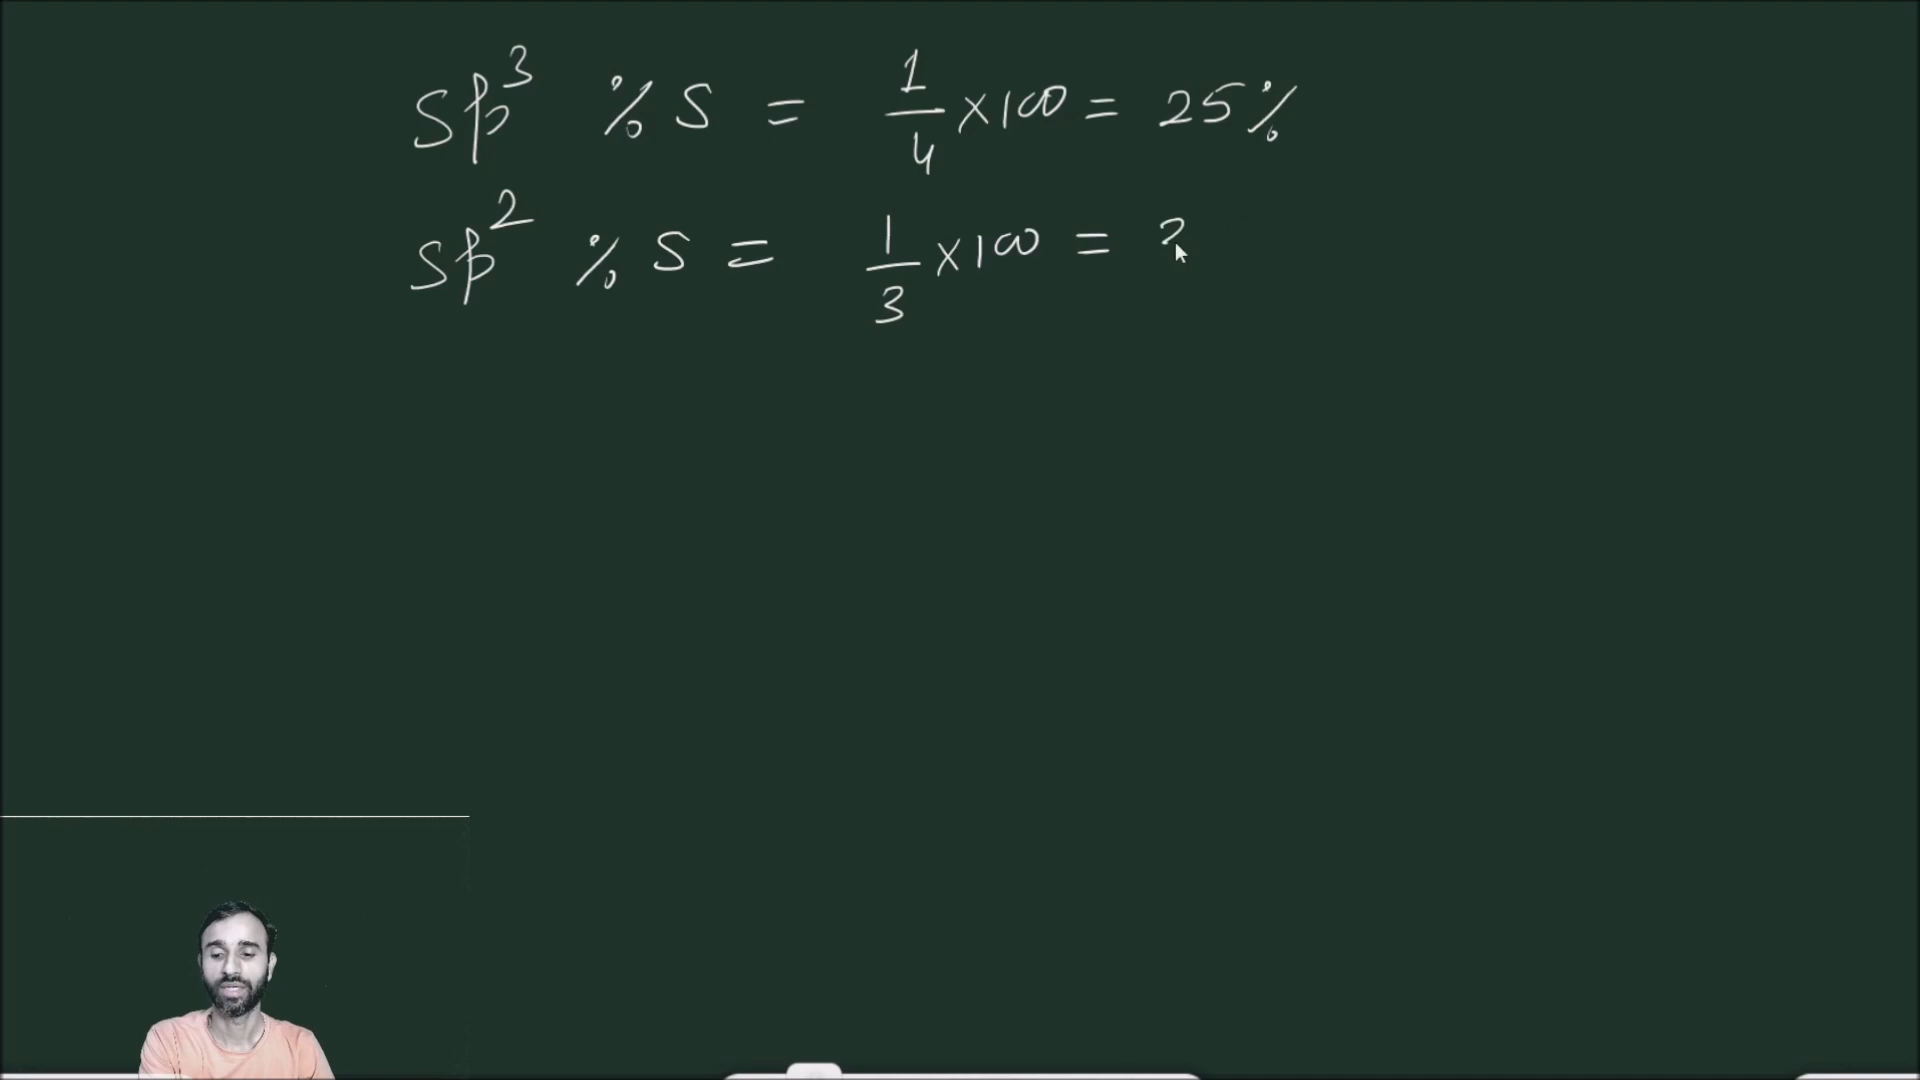 sp³ % S = 1/4 × 100 = 25%
sp² % S = 1/3 × 100 =